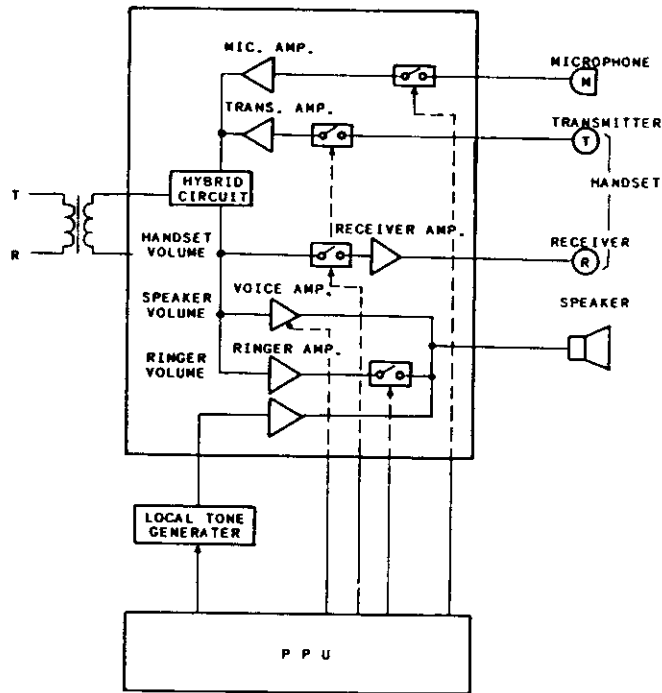 MIC. AMP.
MICROPHONE
M
TRANS. AMP.
TRANSMITTER
T
HYBRID
CIRCUIT
HANDSET
T
R
HANDSET
VOLUME
RECEIVER AMP.
RECEIVER
R
SPEAKER
VOLUME
VOICE AMP.
SPEAKER
RINGER
VOLUME
RINGER AMP.
LOCAL TONE
GENERATER
P P U